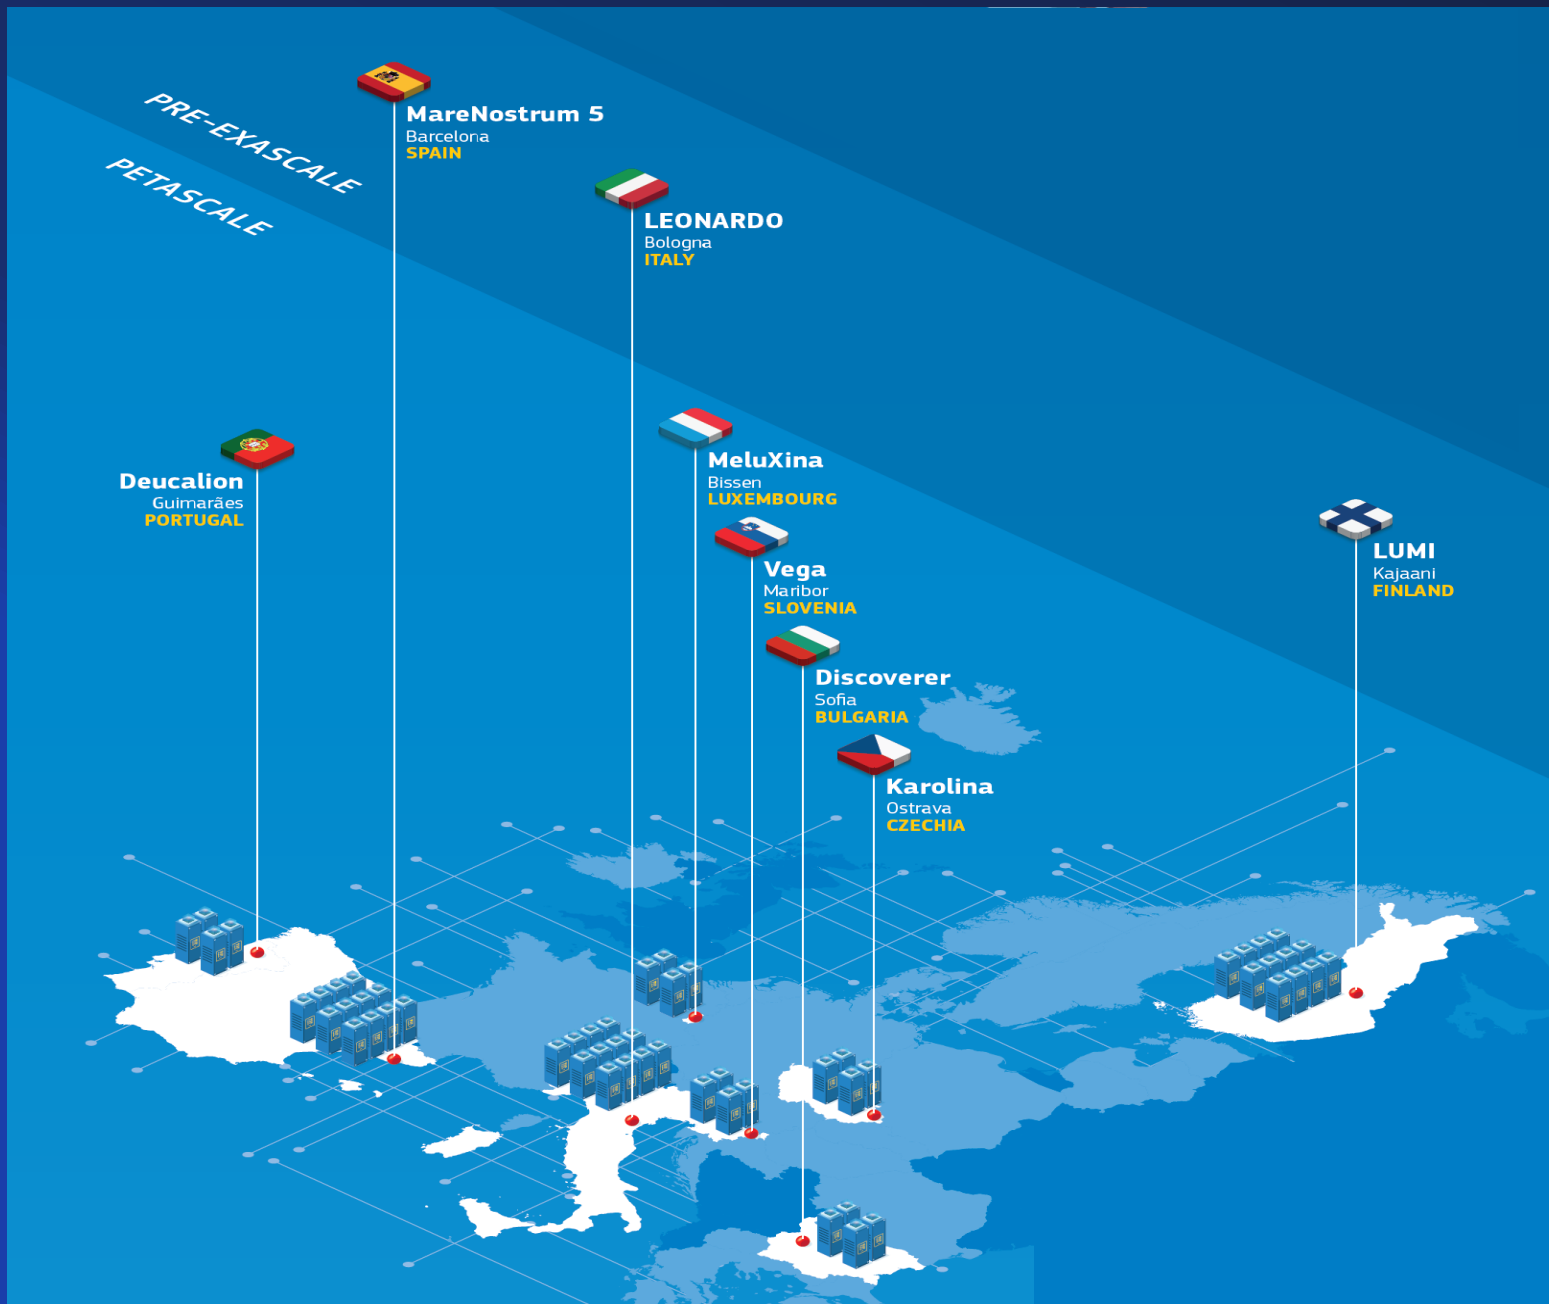 PRE-EXASCALE
PETASCALE
MareNostrum 5
Barcelona
SPAIN
LEONARDO
Bologna
ITALY
Deucalion
Guimarães
PORTUGAL
MeluXina
Bissen
LUXEMBOURG
Vega
Maribor
SLOVENIA
LUMI
Kajaani
FINLAND
Discoverer
Sofia
BULGARIA
Karolina
Ostrava
CZECHIA